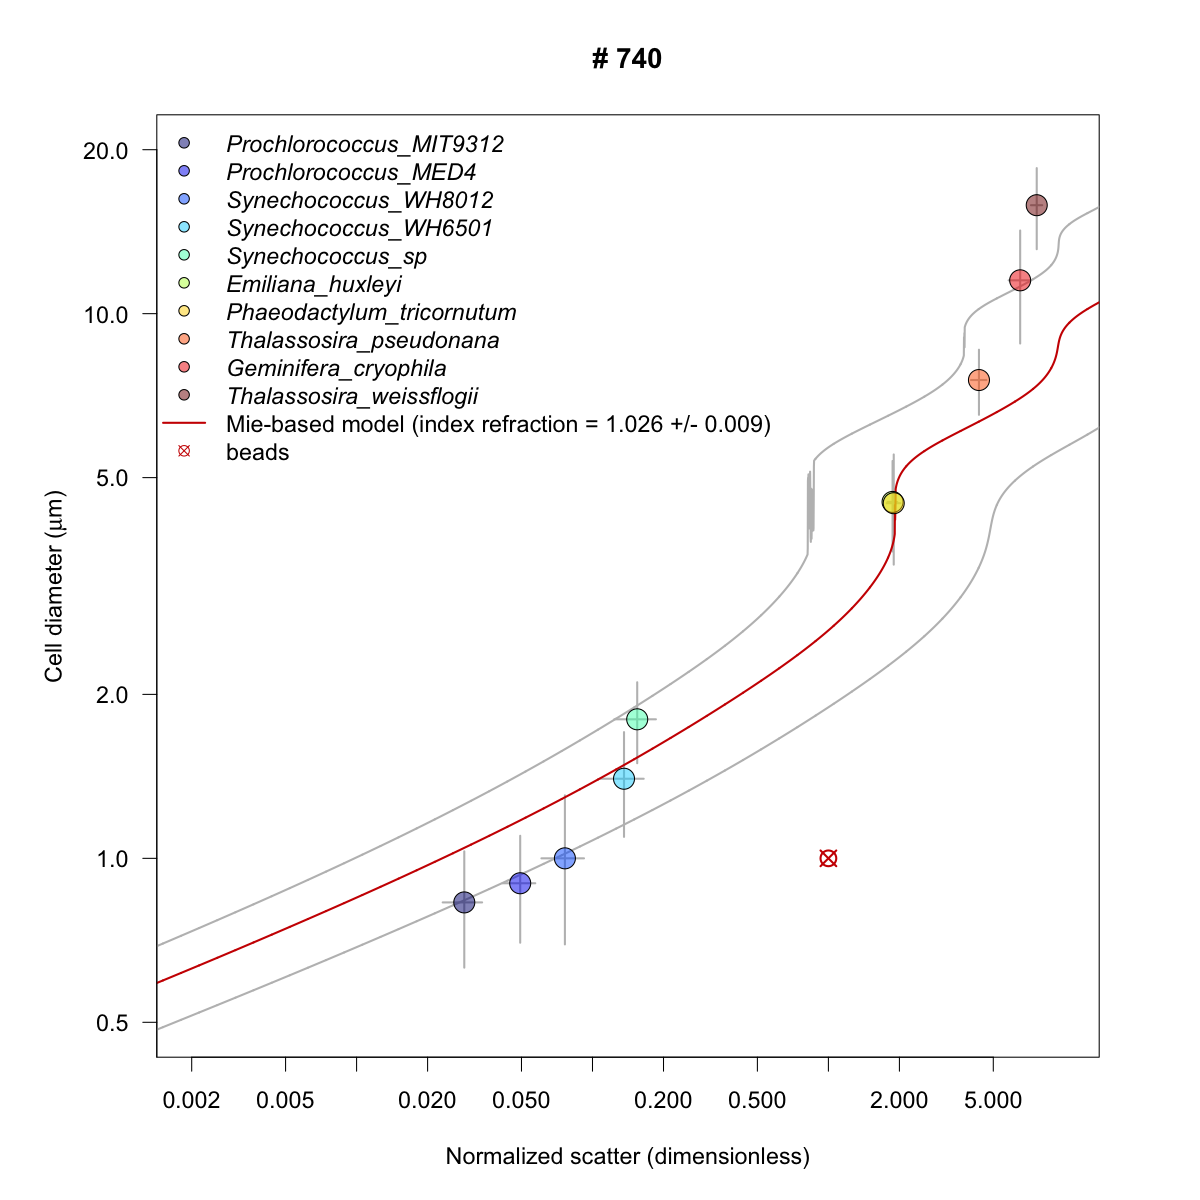 # 740
20.0
10.0
5.0
2.0
1.0
0.5
Cell diameter (μm)
Prochlorococcus_MIT9312
Prochlorococcus_MED4
Synechococcus_WH8012
Synechococcus_WH6501
Synechococcus_sp
Emiliana_huxleyi
Phaeodactylum_tricornutum
Thalassosira_pseudonana
Geminifera_cryophila
Thalassosira_weissflogii
Mie-based model (index refraction = 1.026 +/- 0.009)
beads
0.002 0.005 0.020 0.050 0.200 0.500 2.000 5.000
Normalized scatter (dimensionless)